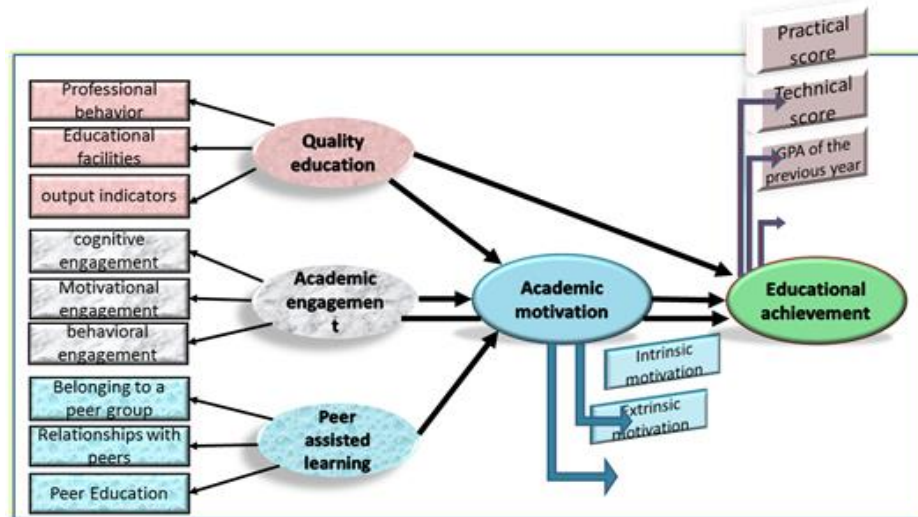 Practical
score
Technical
score
GPA of the
previous year
Professional
behavior
Educational
facilities
output indicators
Quality
education
cognitive
engagement
Motivational
engagement
behavioral
engagement
Academic
engagemen
t
Academic
motivation
Educational
achievement
Intrinsic
motivation
Extrinsic
motivation
Belonging to a
peer group
Relationships with
peers
Peer Education
Peer
assisted
learning